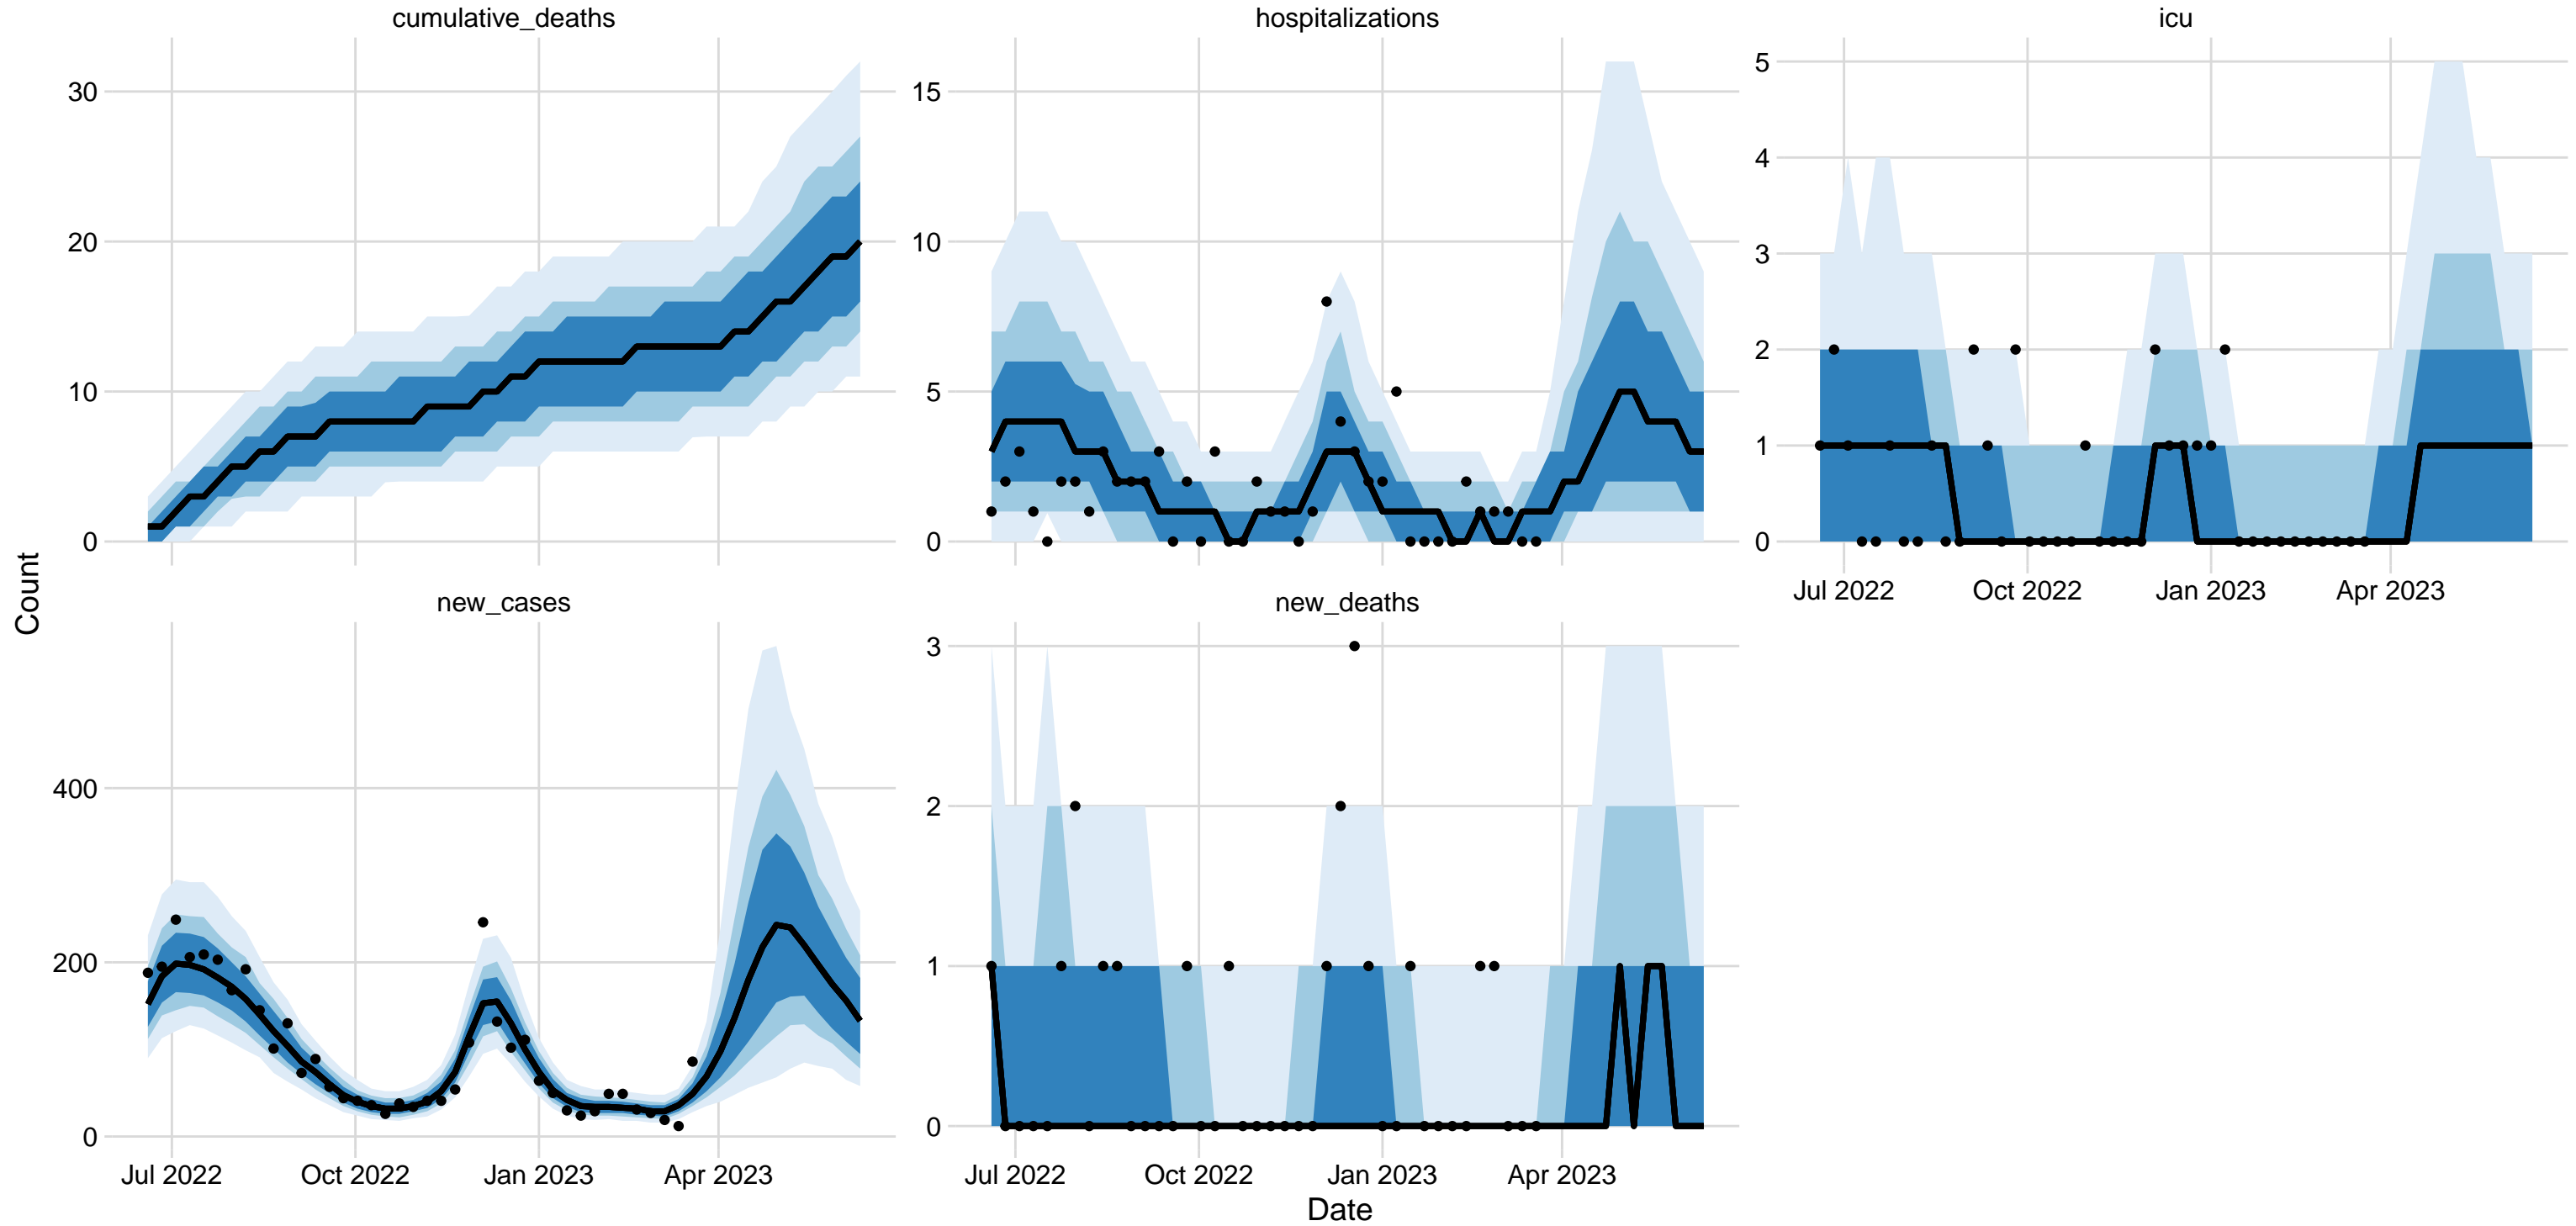 cumulative_deaths
30
20
10
0
hospitalizations
15
10
5
0
icu
5
4
3
2
1
0
Jul 2022 Oct 2022 Jan 2023 Apr 2023
Count
new_cases
400
200
0
Jul 2022 Oct 2022 Jan 2023 Apr 2023
new_deaths
3
2
1
0
Jul 2022 Oct 2022 Jan 2023 Apr 2023
Date